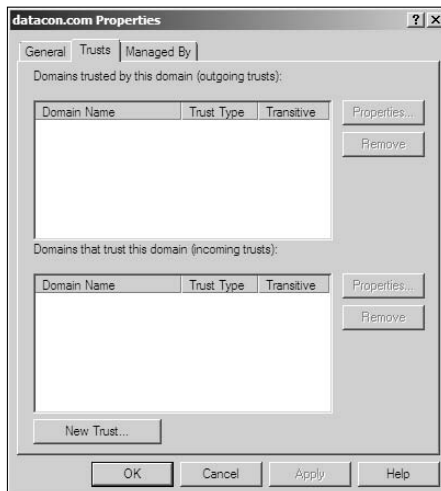 datacon.com Properties
General Trusts Managed By
Domains trusted by this domain (outgoing trusts):
Domain Name Trust Type Transitive
Properties...
Remove
Domains that trust this domain (incoming trusts):
Domain Name Trust Type Transitive
Properties...
Remove
New Trust...
OK Cancel Apply Help